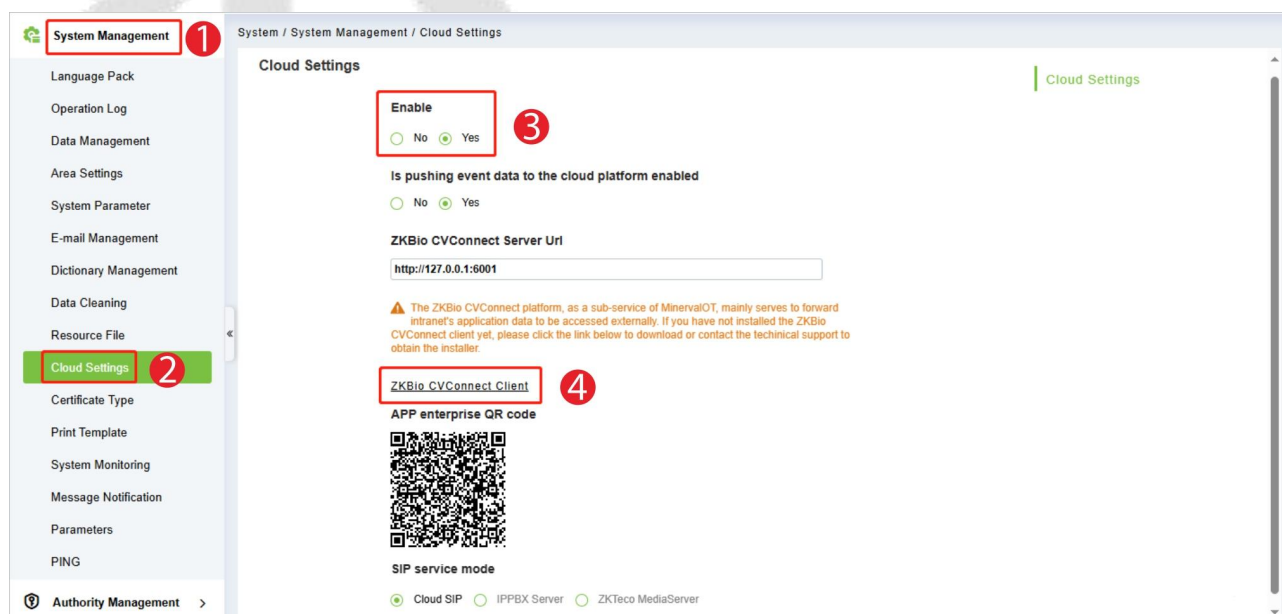 System Management
1
System / System Management / Cloud Settings
Language Pack
Operation Log
Data Management
Area Settings
System Parameter
E-mail Management
Dictionary Management
Data Cleaning
Resource File
«
Cloud Settings
2
Certificate Type
Print Template
System Monitoring
Message Notification
Parameters
PING
Authority Management >
Cloud Settings
Cloud Settings
Enable
No Yes
3
Is pushing event data to the cloud platform enabled
No Yes
ZKBio CVConnect Server Url
http://127.0.0.1:6001
The ZKBio CVConnect platform, as a sub-service of MinervaIOT, mainly serves to forward
intranet's application data to be accessed externally. If you have not installed the ZKBio
CVConnect client yet, please click the link below to download or contact the techinical support to
obtain the installer.
ZKBio CVConnect Client
4
APP enterprise QR code
SIP service mode
Cloud SIP IPPBX Server ZKTeco MediaServer